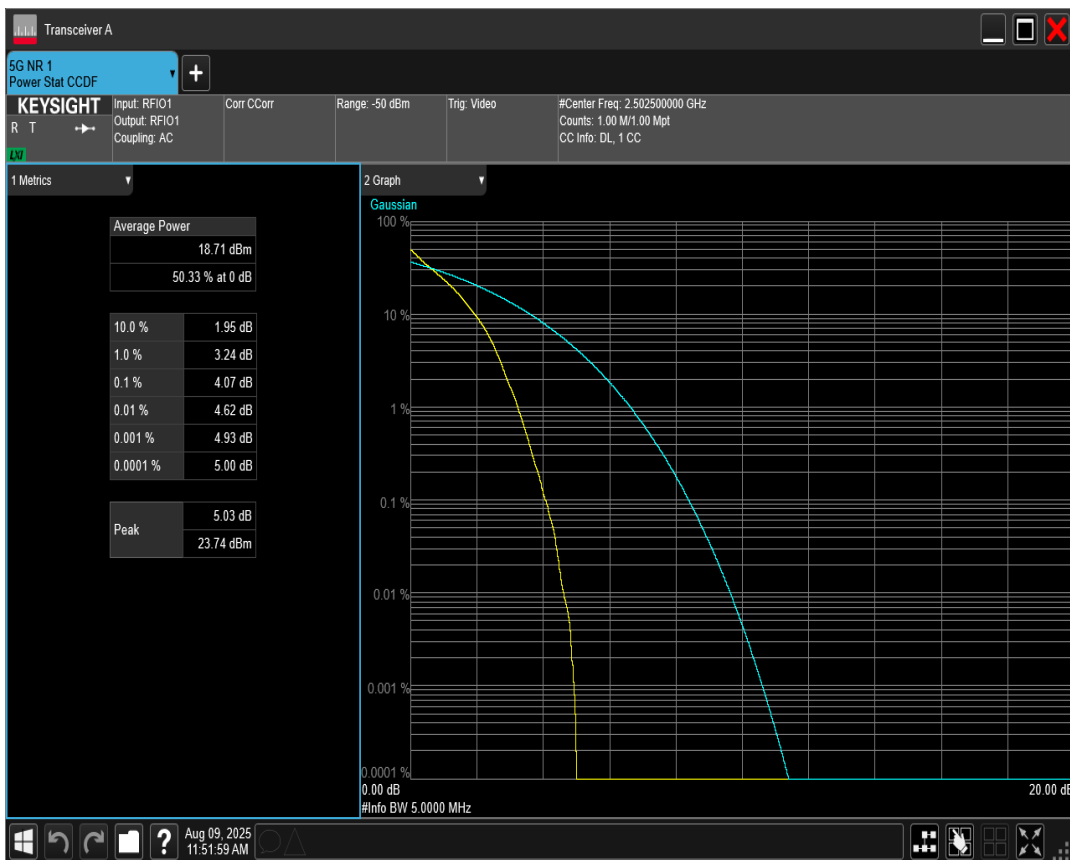 Transceiver A
5G NR 1
Power Stat CCDF
+
KEYSIGHT
R T
LXI
Input: RFIO1
Output: RFIO1
Coupling: AC
Corr CCorr
Range: -50 dBm
Trig: Video
#Center Freq: 2.502500000 GHz
Counts: 1.00 M/1.00 Mpt
CC Info: DL, 1 CC
1 Metrics
Average Power
18.71 dBm
50.33 % at 0 dB
10.0 % 1.95 dB
1.0 % 3.24 dB
0.1 % 4.07 dB
0.01 % 4.62 dB
0.001 % 4.93 dB
0.0001 % 5.00 dB
Peak
5.03 dB
23.74 dBm
2 Graph
Gaussian
100 %
10 %
1 %
0.1 %
0.01 %
0.001 %
0.0001 %
0.00 dB
20.00 dB
#Info BW 5.0000 MHz
?
Aug 09, 2025
11:51:59 AM